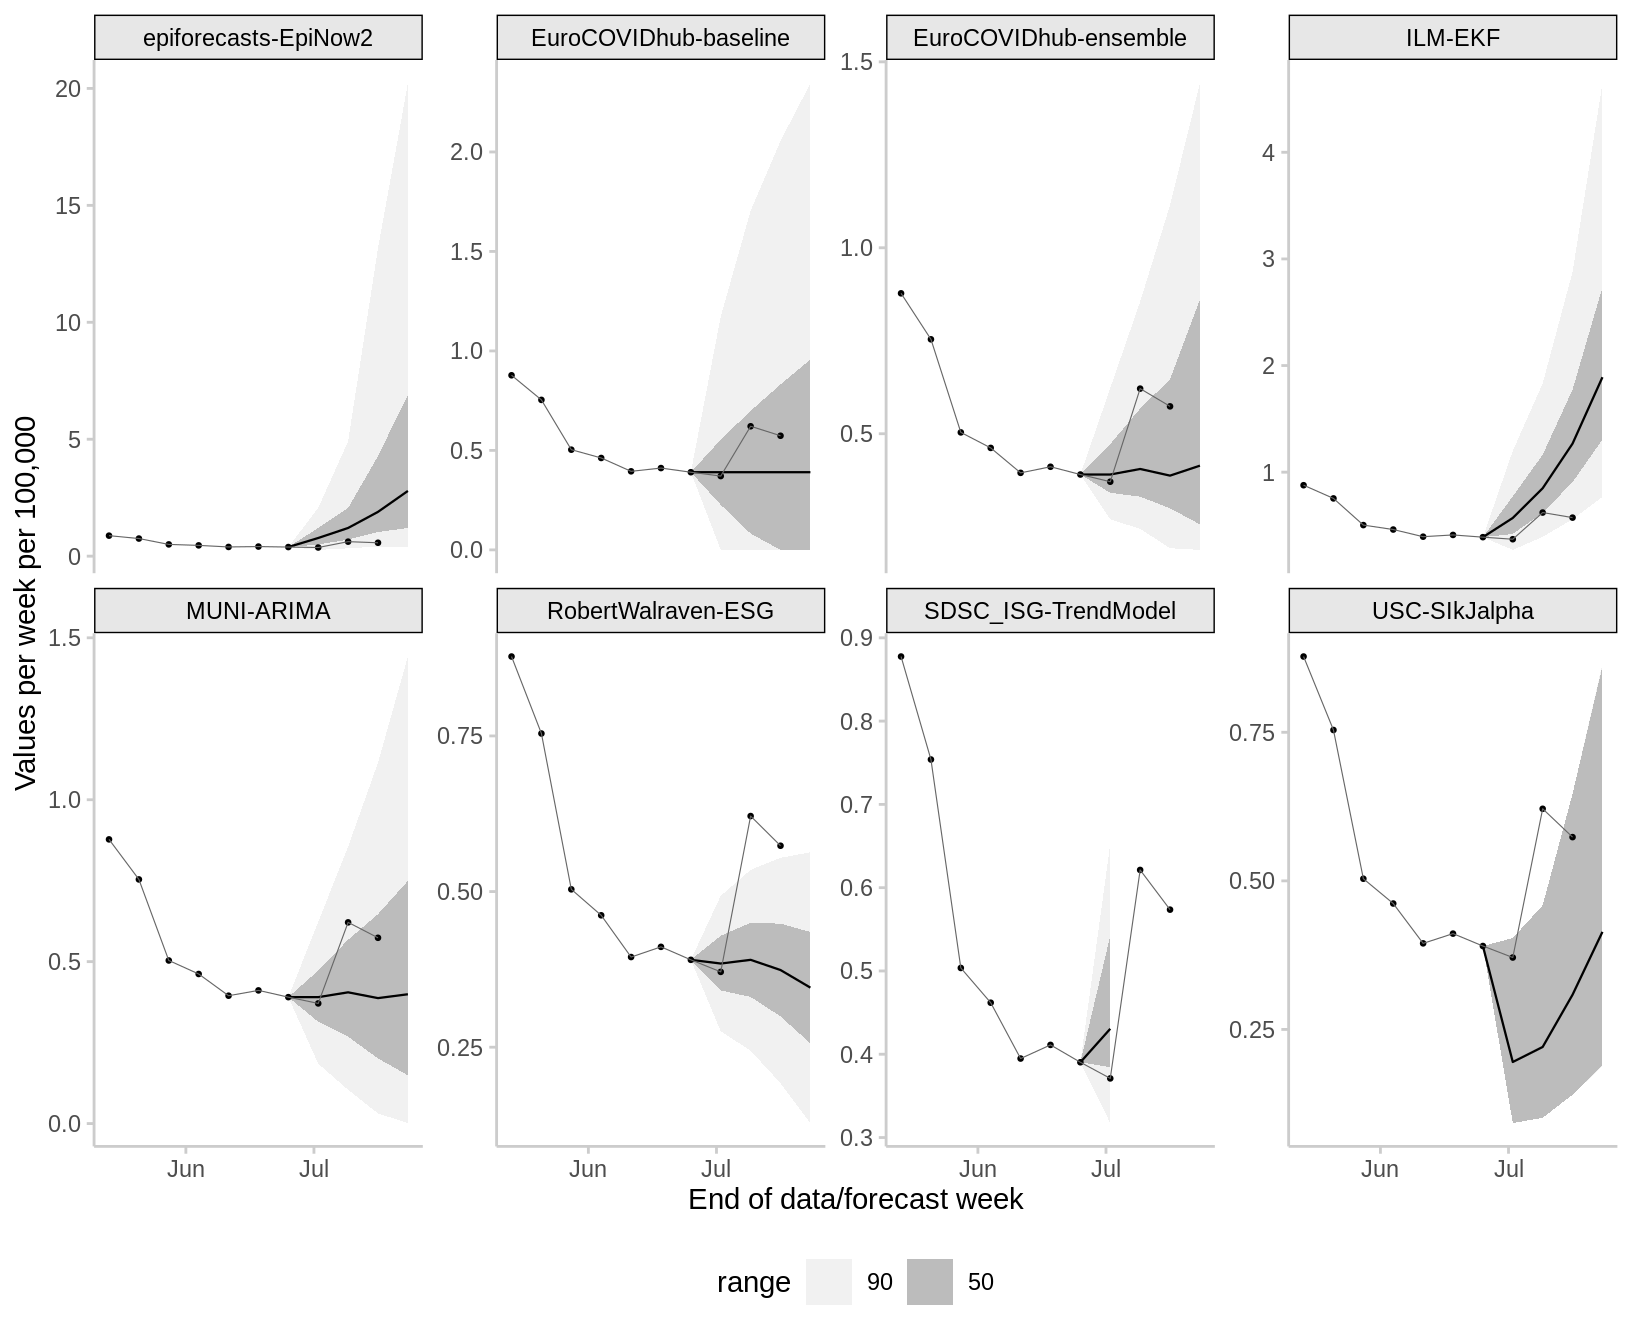 epiforecasts-EpiNow2
EuroCOVIDhub-baseline
EuroCOVIDhub-ensemble
ILM-EKF
20
15
10
5
0
2.0
1.5
1.0
0.5
0.0
1.5
1.0
0.5
4
3
2
1
MUNI-ARIMA
RobertWalraven-ESG
SDSC_ISG-TrendModel
USC-SIkJalpha
1.5
1.0
0.5
0.0
0.75
0.50
0.25
0.9
0.8
0.7
0.6
0.5
0.4
0.3
0.75
0.50
0.25
Jun Jul
Jun Jul
Jun Jul
Jun Jul
Values per week per 100,000
End of data/forecast week
range 90 50